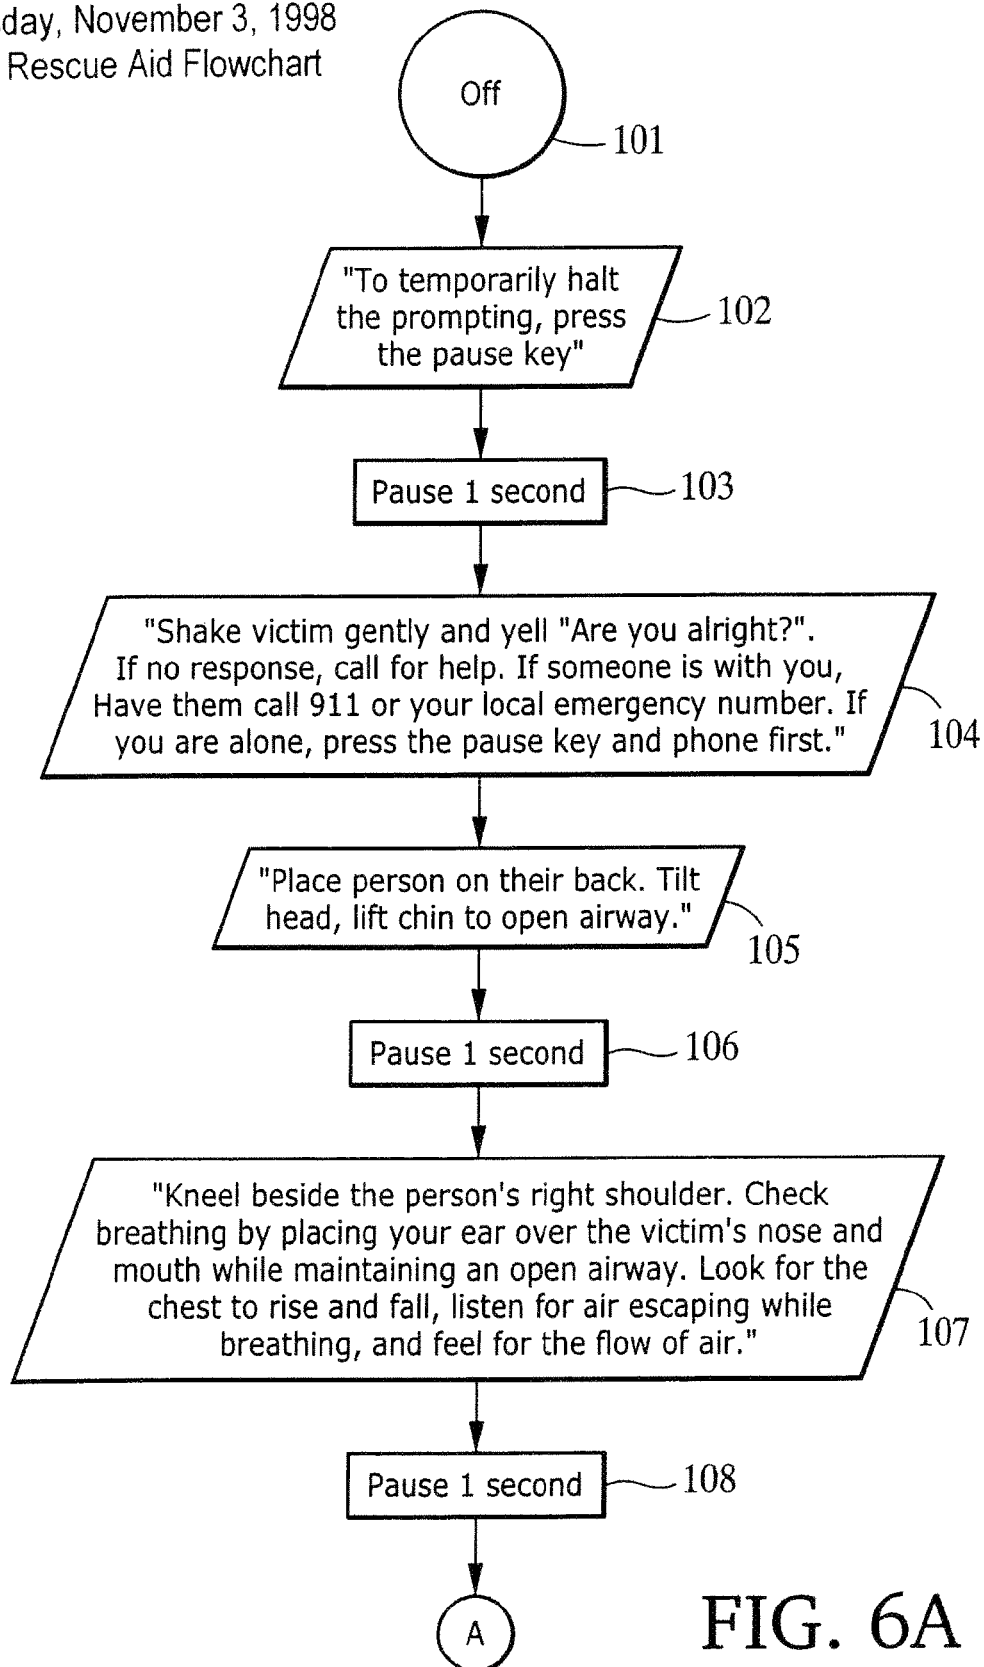 day, November 3, 1998
Rescue Aid Flowchart
Off
101
"To temporarily halt
the prompting, press
the pause key"
102
Pause 1 second
103
"Shake victim gently and yell "Are you alright?".
If no response, call for help. If someone is with you,
Have them call 911 or your local emergency number. If
you are alone, press the pause key and phone first."
104
"Place person on their back. Tilt
head, lift chin to open airway."
105
Pause 1 second
106
"Kneel beside the person's right shoulder. Check
breathing by placing your ear over the victim's nose and
mouth while maintaining an open airway. Look for the
chest to rise and fall, listen for air escaping while
breathing, and feel for the flow of air."
107
Pause 1 second
108
A
FIG. 6A